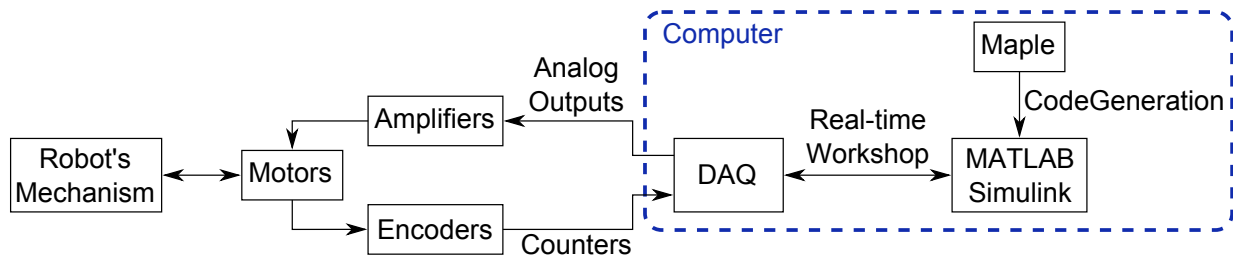 Computer
Maple
CodeGeneration
Analog
Outputs
Amplifiers
Real-time
Workshop
Robot's
Mechanism
Motors
DAQ
MATLAB
Simulink
Encoders
Counters